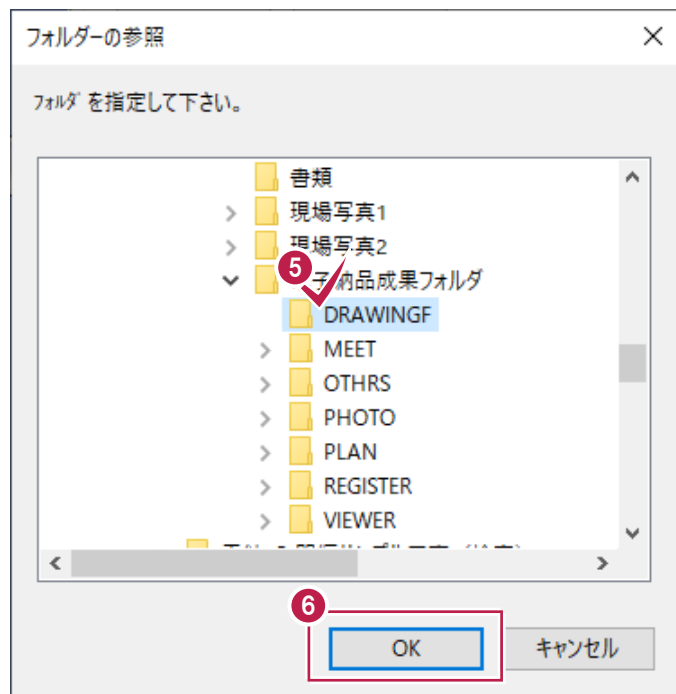 フォルダーの参照
ﾌｫﾙﾀﾞを指定して下さい。
書類
現場写真1
現場写真2
5
子納品成果フォルダ
DRAWINGF
MEET
OTHRS
PHOTO
PLAN
REGISTER
VIEWER
6
OK キャンセル